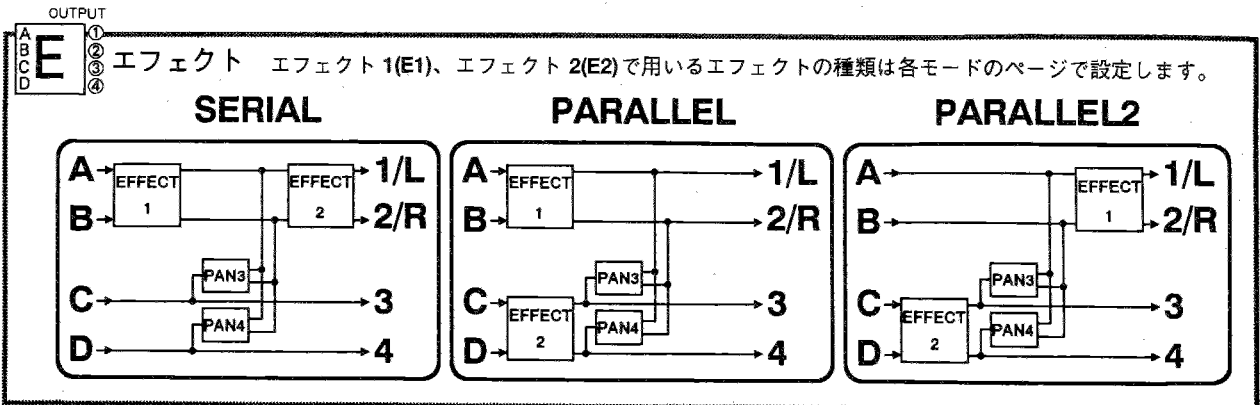 OUTPUT
A
B
C
D
E
①
②
③
④
エフェクト エフェクト 1(E1)、エフェクト 2(E2)で用いるエフェクトの種類は各モードのページで設定します。
SERIAL
A
B
C
D
EFFECT
1
EFFECT
2
PAN3
PAN4
1/L
2/R
3
4
PARALLEL
A
B
C
D
EFFECT
1
EFFECT
2
PAN3
PAN4
1/L
2/R
3
4
PARALLEL2
A
B
C
D
EFFECT
1
EFFECT
2
PAN3
PAN4
1/L
2/R
3
4